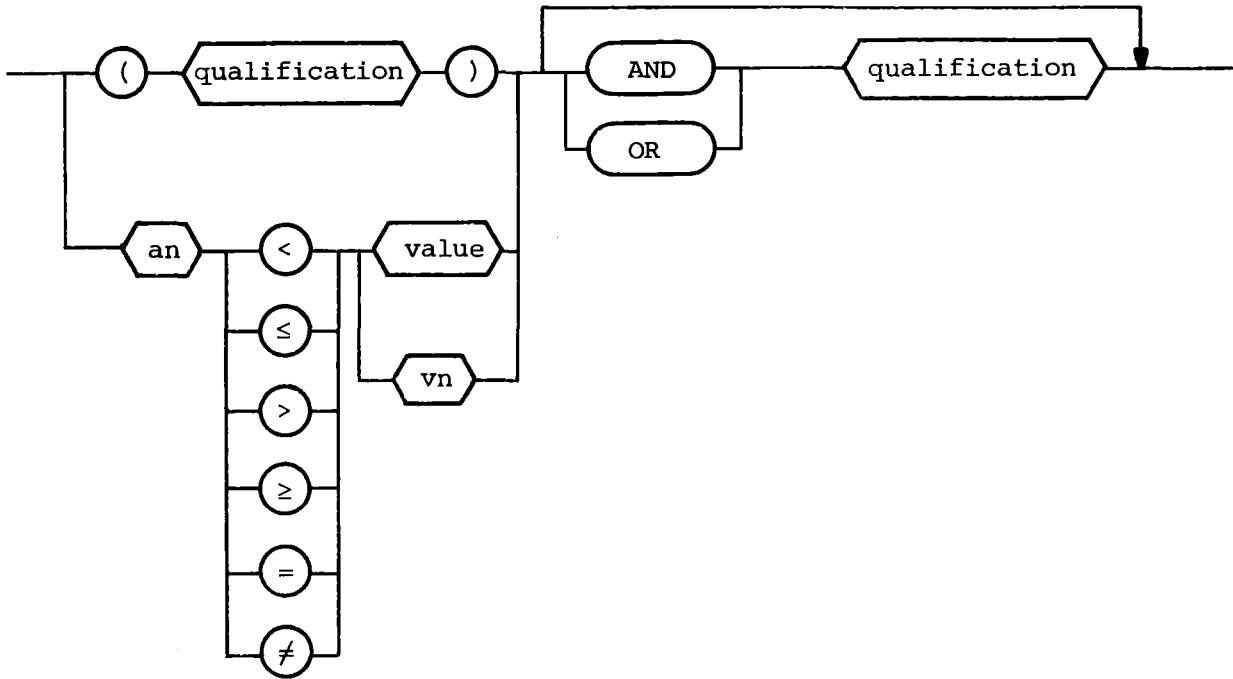 ( qualification ) AND qualification
OR
an < value
≤
vn
>
≥
=
≠